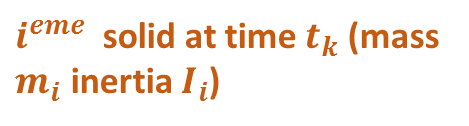 i^{eme} solid at time t_k (mass
m_i inertia I_i)